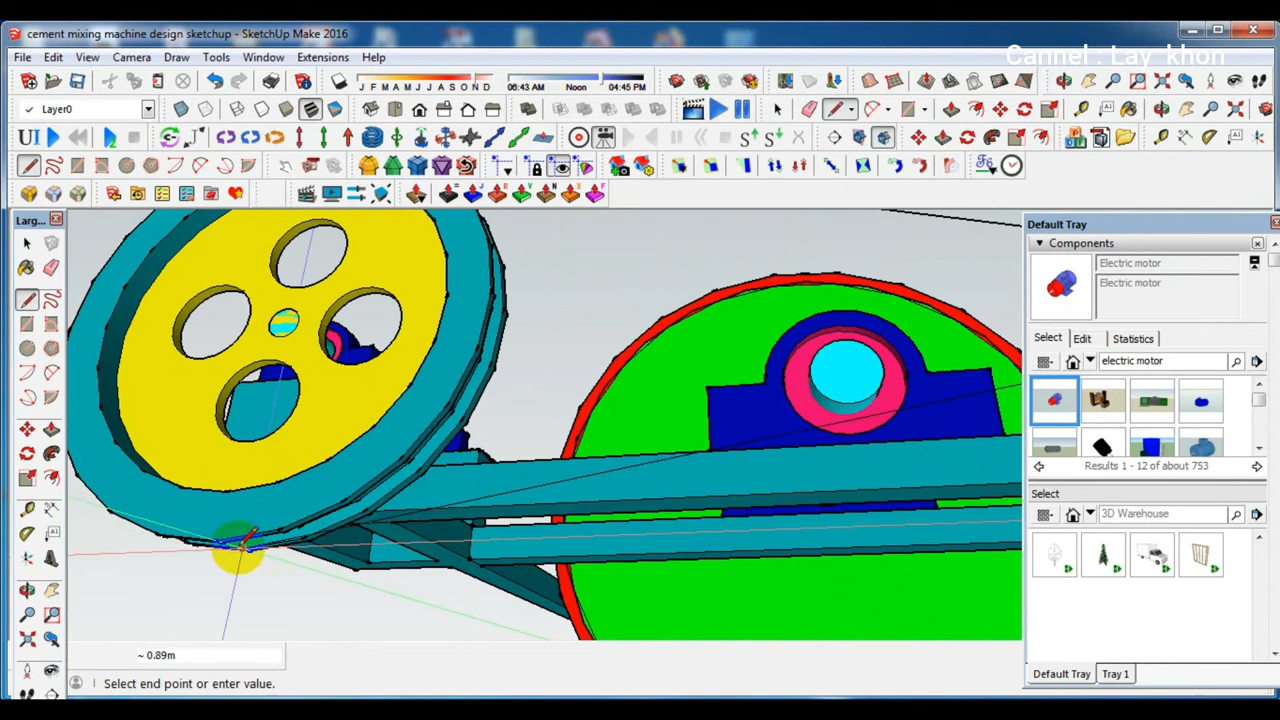 cement mixing machine design sketchup - SketchUp Make 2016
Cannel : Lay khon
File Edit View Camera Draw Tools Window Extensions Help
Layer0
J F M A M J J A S O N D
06:43 AM Noon 04:45 PM
UI
Larg...
Default Tray
Components
Electric motor
Electric motor
Select Edit Statistics
electric motor
Results 1 - 12 of about 753
Select
3D Warehouse
Default Tray Tray 1
~ 0.89m
Select end point or enter value.